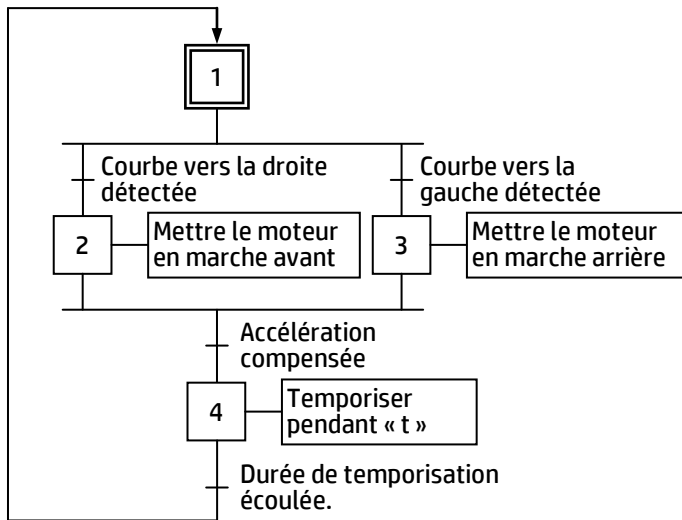 1
Courbe vers la droite
détectée
Courbe vers la
gauche détectée
2
Mettre le moteur
en marche avant
3
Mettre le moteur
en marche arrière
Accélération
compensée
4
Temporiser
pendant « t »
Durée de temporisation
écoulée.